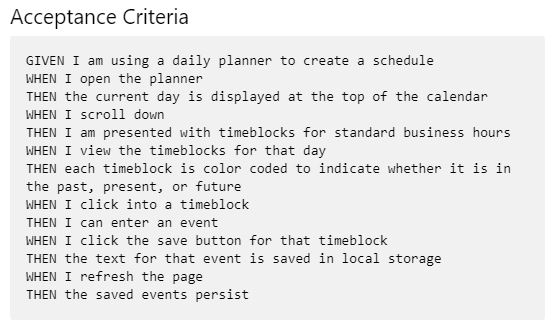 Acceptance Criteria
GIVEN I am using a daily planner to create a schedule
WHEN I open the planner
THEN the current day is displayed at the top of the calendar
WHEN I scroll down
THEN I am presented with timeblocks for standard business hours
WHEN I view the timeblocks for that day
THEN each timeblock is color coded to indicate whether it is in
the past, present, or future
WHEN I click into a timeblock
THEN I can enter an event
WHEN I click the save button for that timeblock
THEN the text for that event is saved in local storage
WHEN I refresh the page
THEN the saved events persist